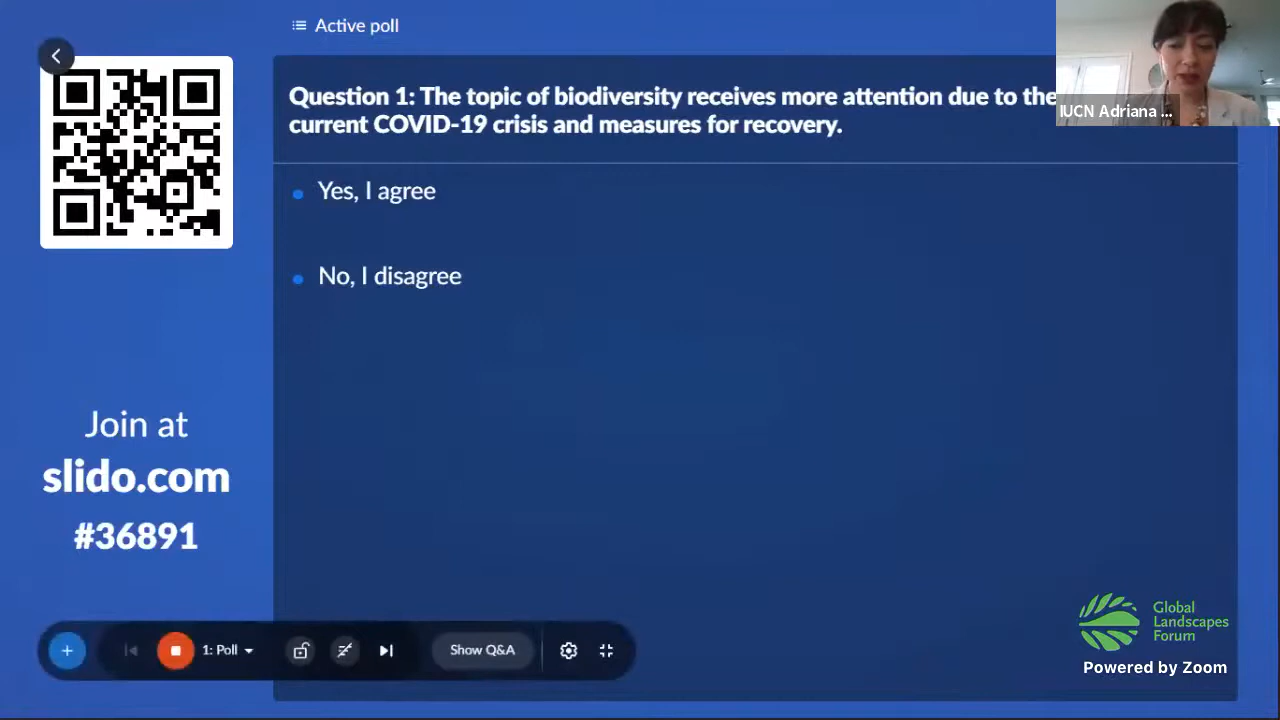 Active poll
Question 1: The topic of biodiversity receives more attention due to the
current COVID-19 crisis and measures for recovery.
IUCN Adriana ...
Yes, I agree
No, I disagree
Join at
slido.com
#36891
1: Poll
Show Q&A
Global
Landscapes
Forum
Powered by Zoom